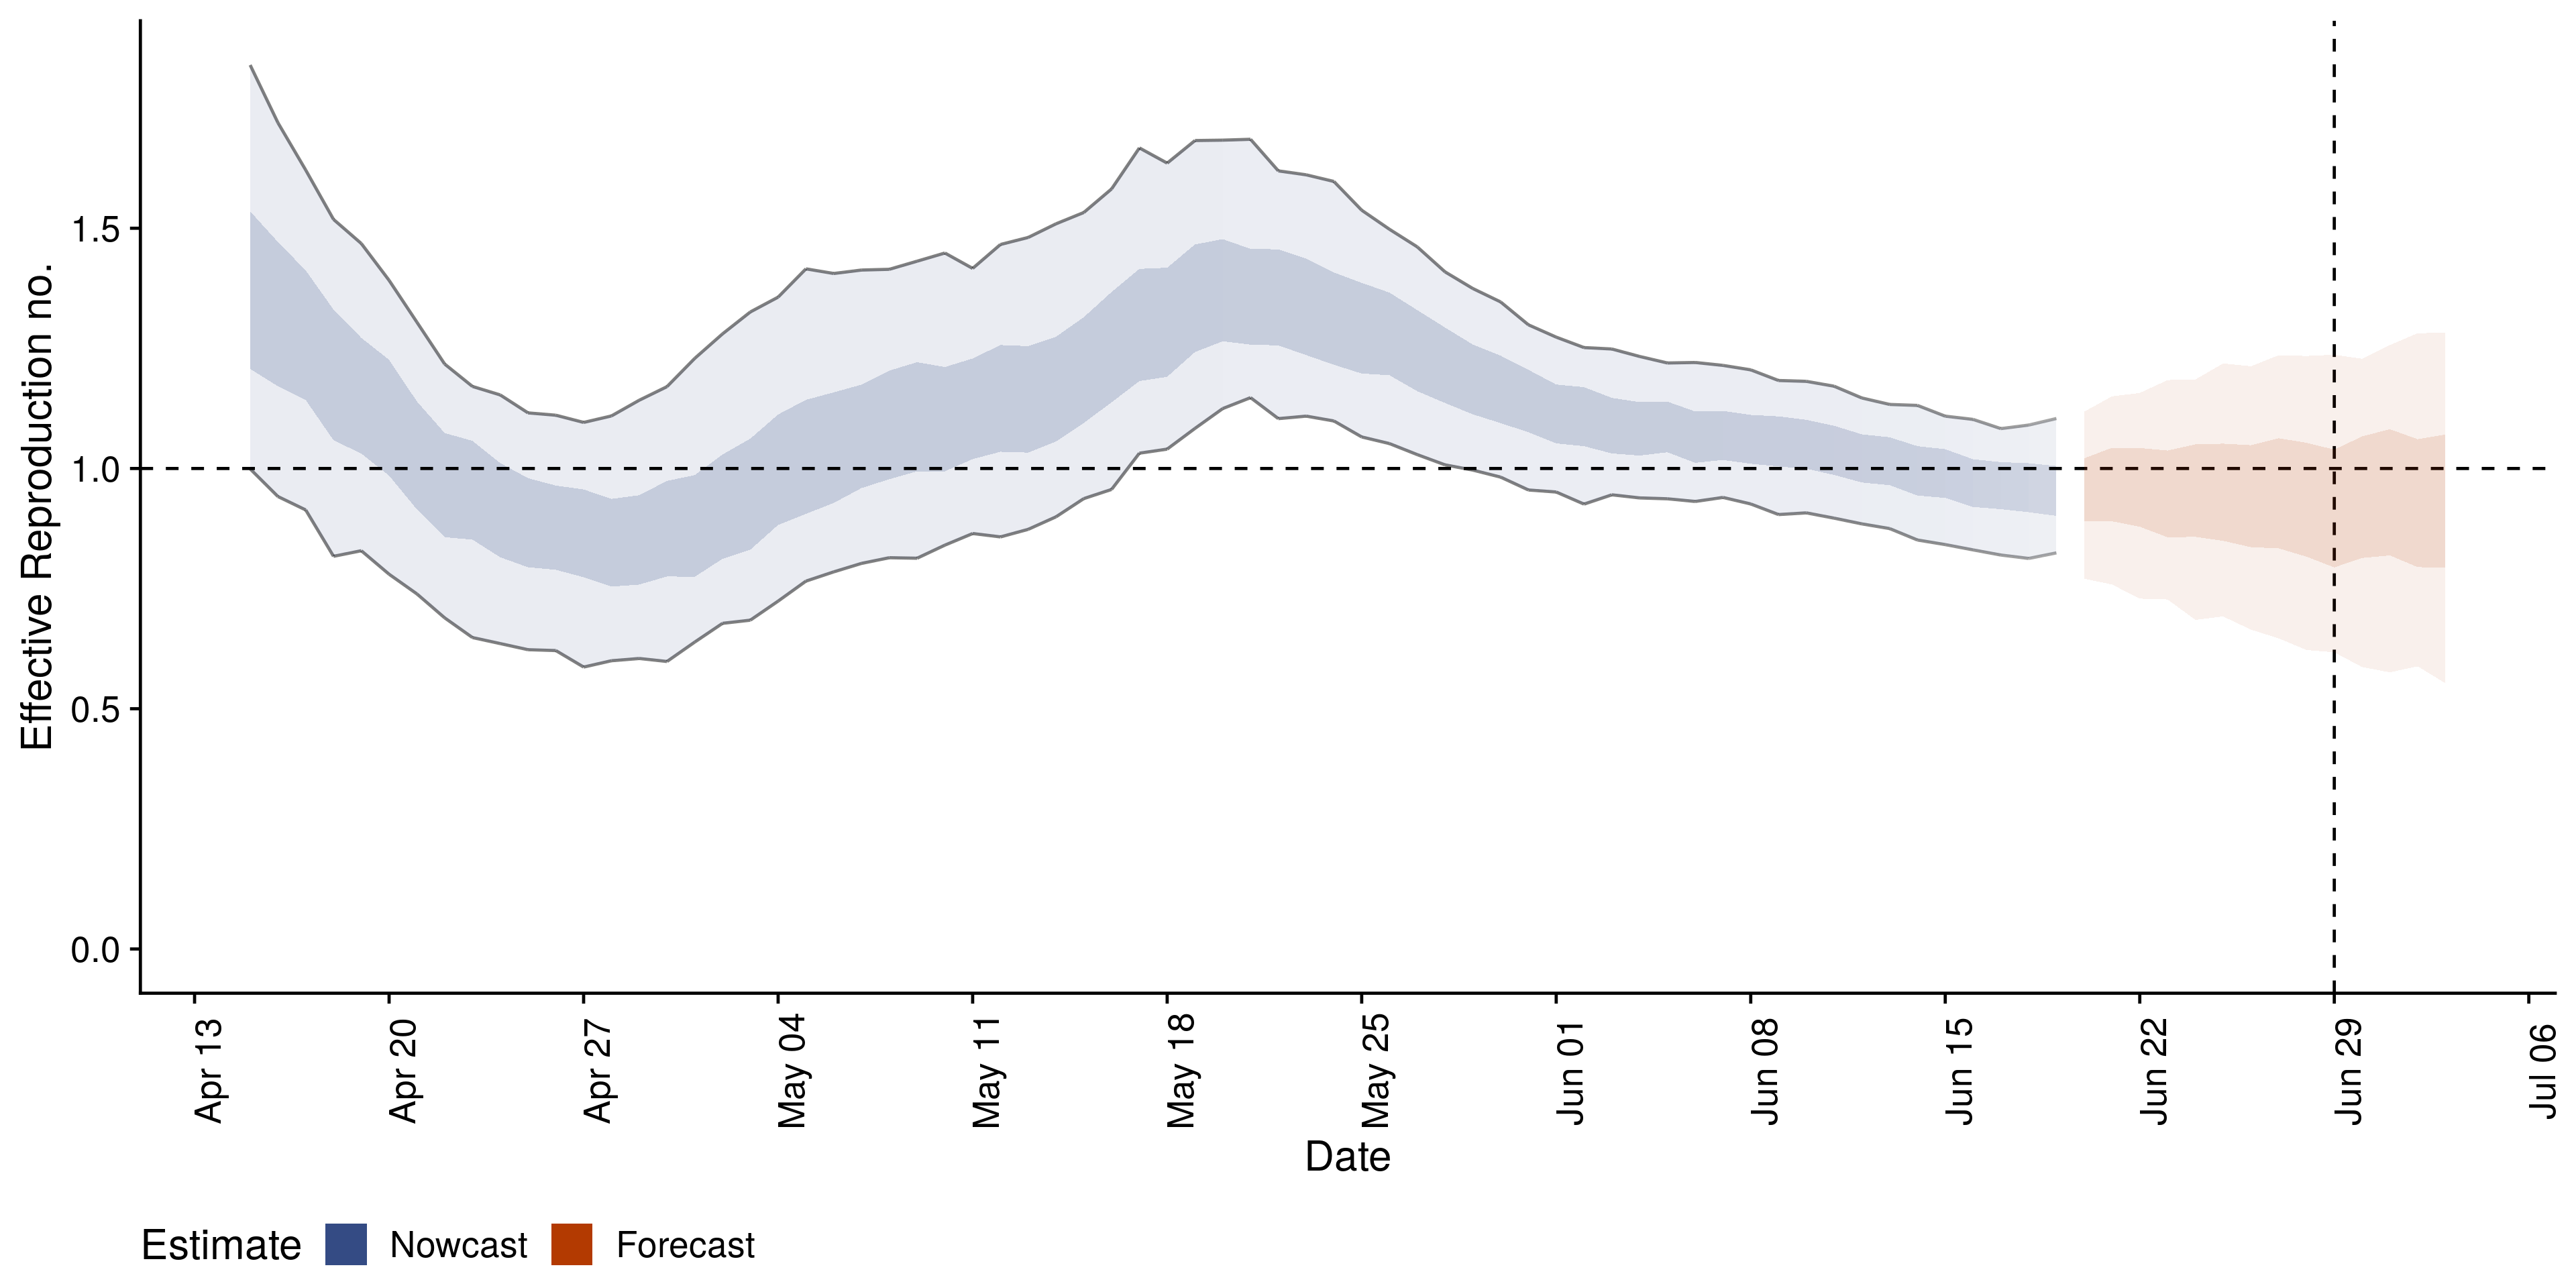 Effective Reproduction no.
1.5
1.0
0.5
0.0
Apr 13
Apr 20
Apr 27
May 04
May 11
May 18
May 25
Jun 01
Jun 08
Jun 15
Jun 22
Jun 29
Jul 06
Date
Estimate Nowcast Forecast